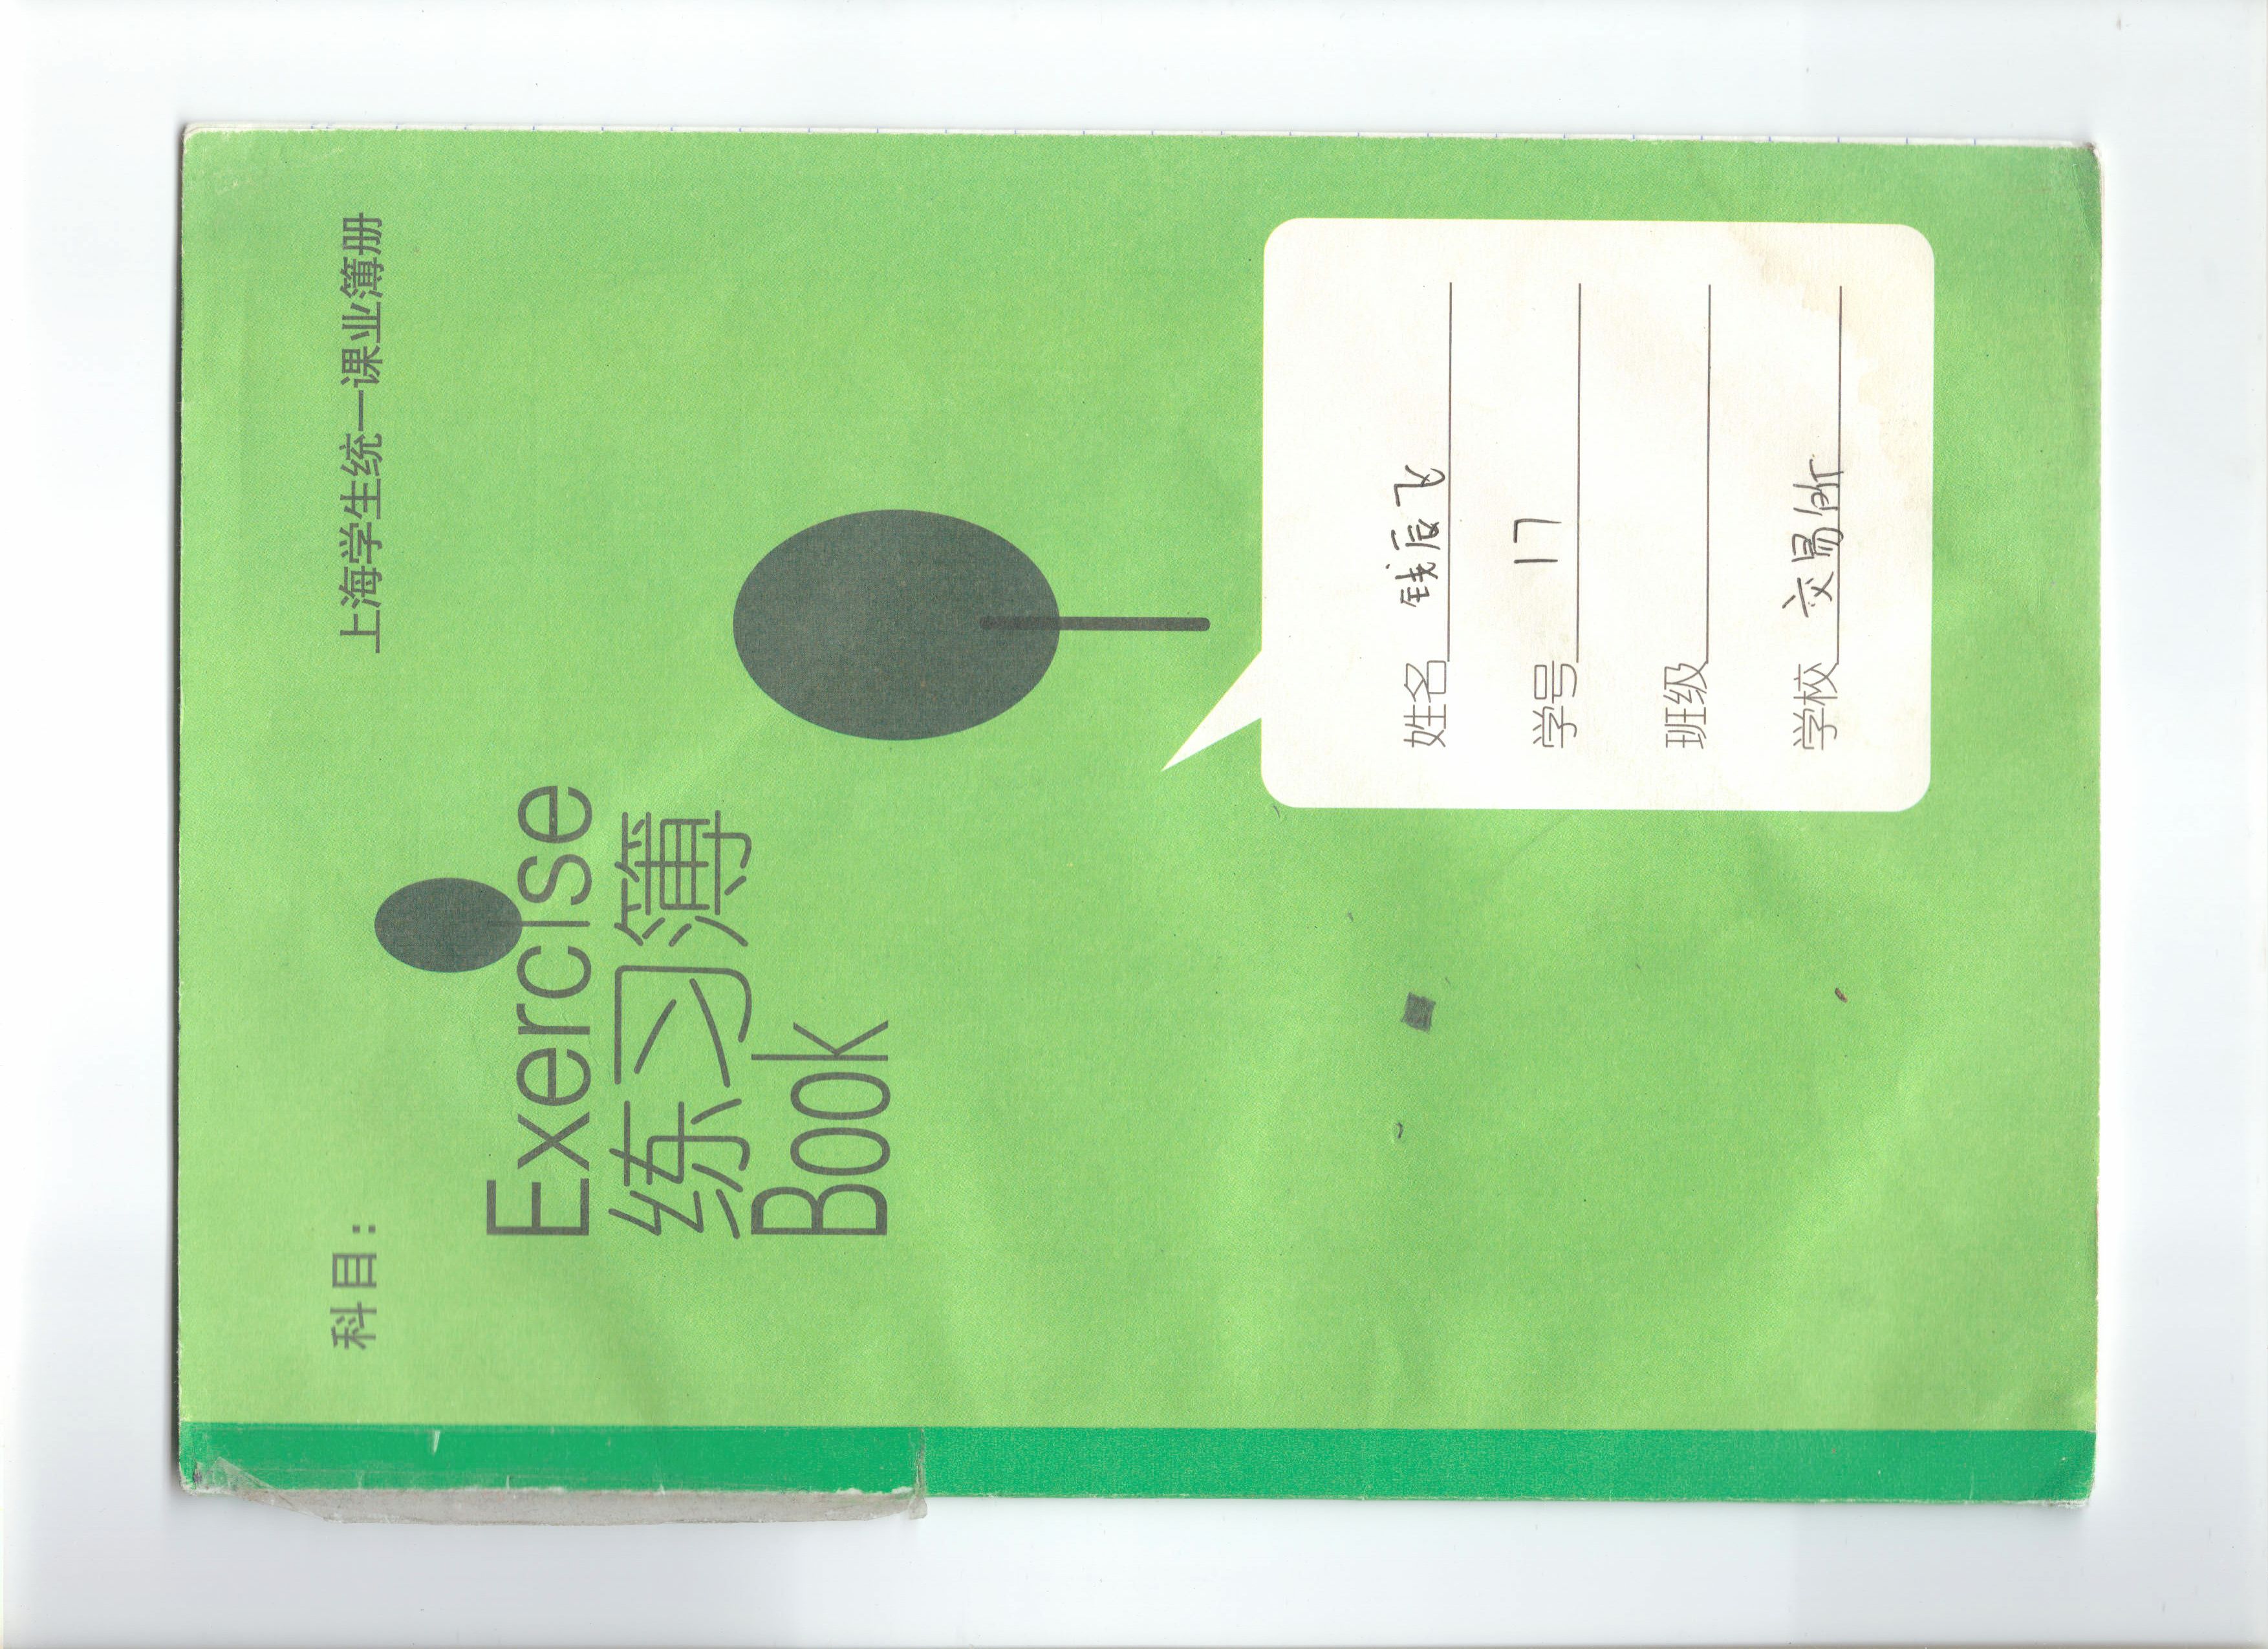 科目：
上海学生统一课业簿册
Exercise
练习簿
Book
姓名 钱辰飞
学号 17
班级
学校 交易所